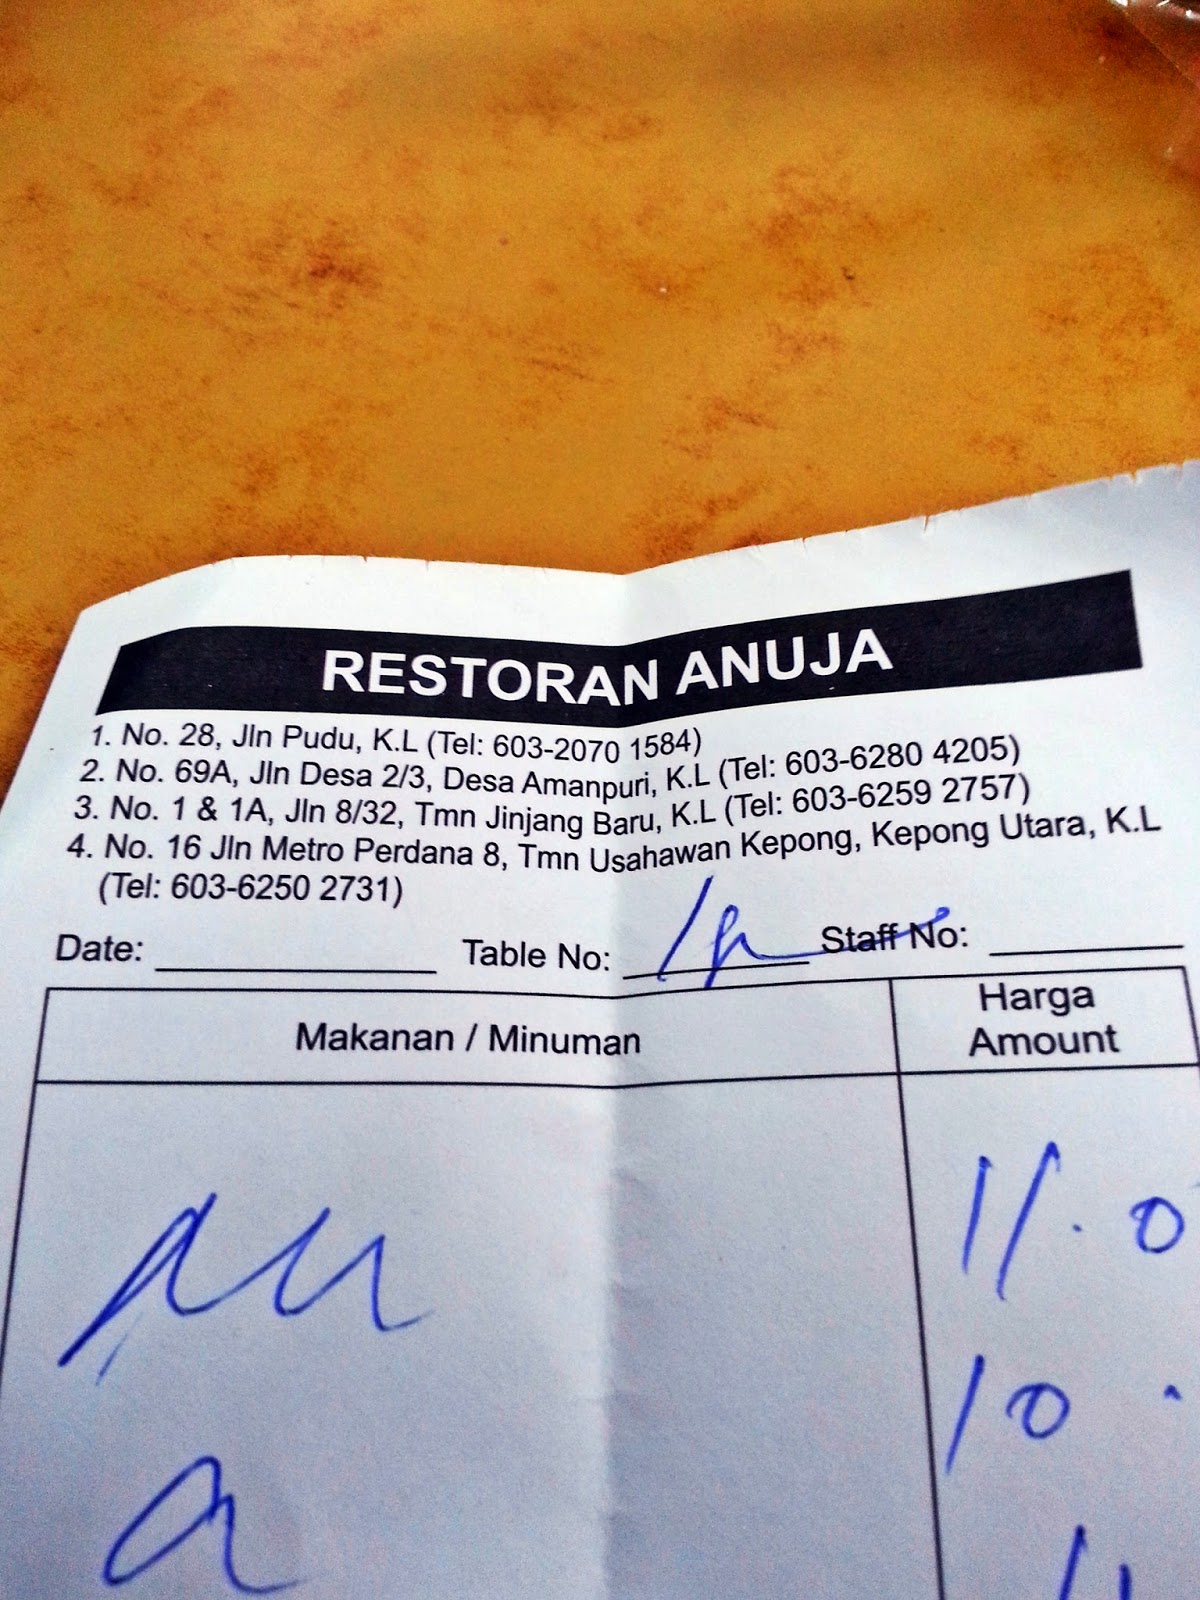 RESTORAN ANUJA
1. No. 28, Jln Pudu, K.L (Tel: 603-2070 1584)
2. No. 69A, Jln Desa 2/3, Desa Amanpuri, K.L (Tel: 603-6280 4205)
3. No. 1 & 1A, Jln 8/32, Tmn Jinjang Baru, K.L (Tel: 603-6259 2757)
4. No. 16 Jln Metro Perdana 8, Tmn Usahawan Kepong, Kepong Utara, K.L
(Tel: 603-6250 2731)
Date: Table No: Staff No:
Makanan / Minuman Harga
Amount
11.0
10.